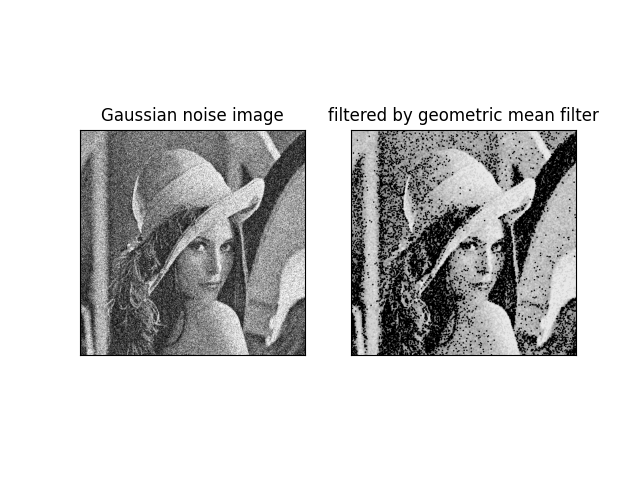 Gaussian noise image
filtered by geometric mean filter